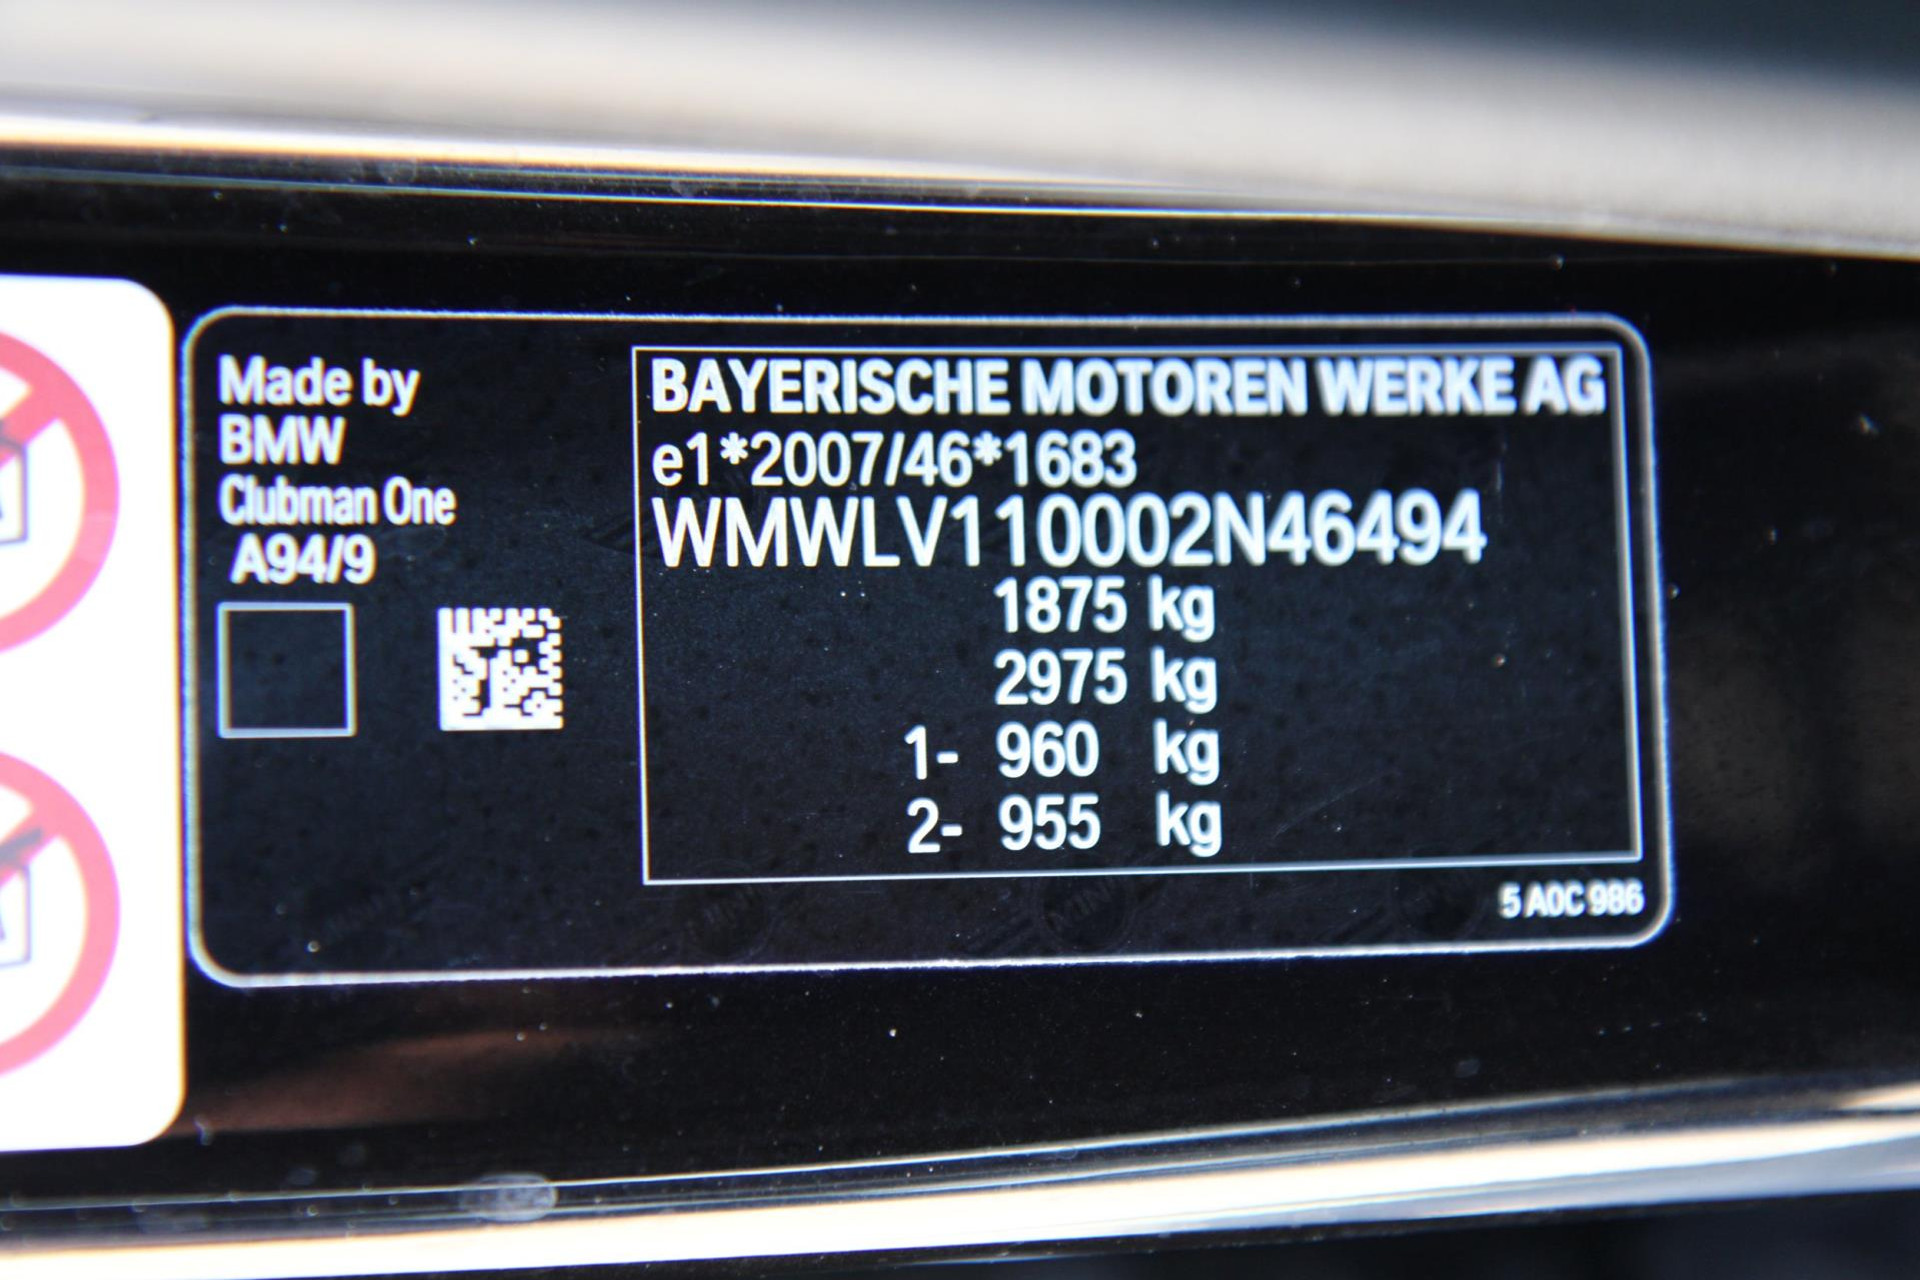 Made by
BMW
Clubman One
A94/9
BAYERISCHE MOTOREN WERKE AG
e1*2007/46*1683
WMWLV110002N46494
1875 kg
2975 kg
1- 960 kg
2- 955 kg
5 A0C 986